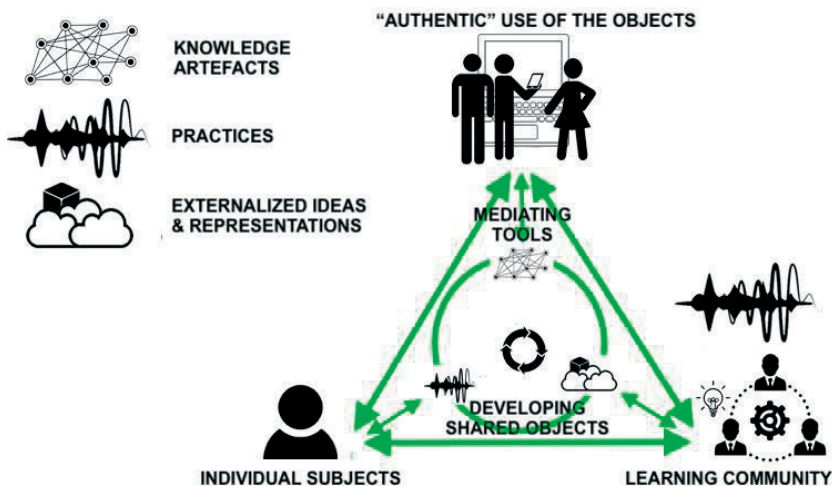 “AUTHENTIC” USE OF THE OBJECTS
KNOWLEDGE
ARTEFACTS
PRACTICES
EXTERNALIZED IDEAS
& REPRESENTATIONS
MEDIATING
TOOLS
DEVELOPING
SHARED OBJECTS
INDIVIDUAL SUBJECTS
LEARNING COMMUNITY